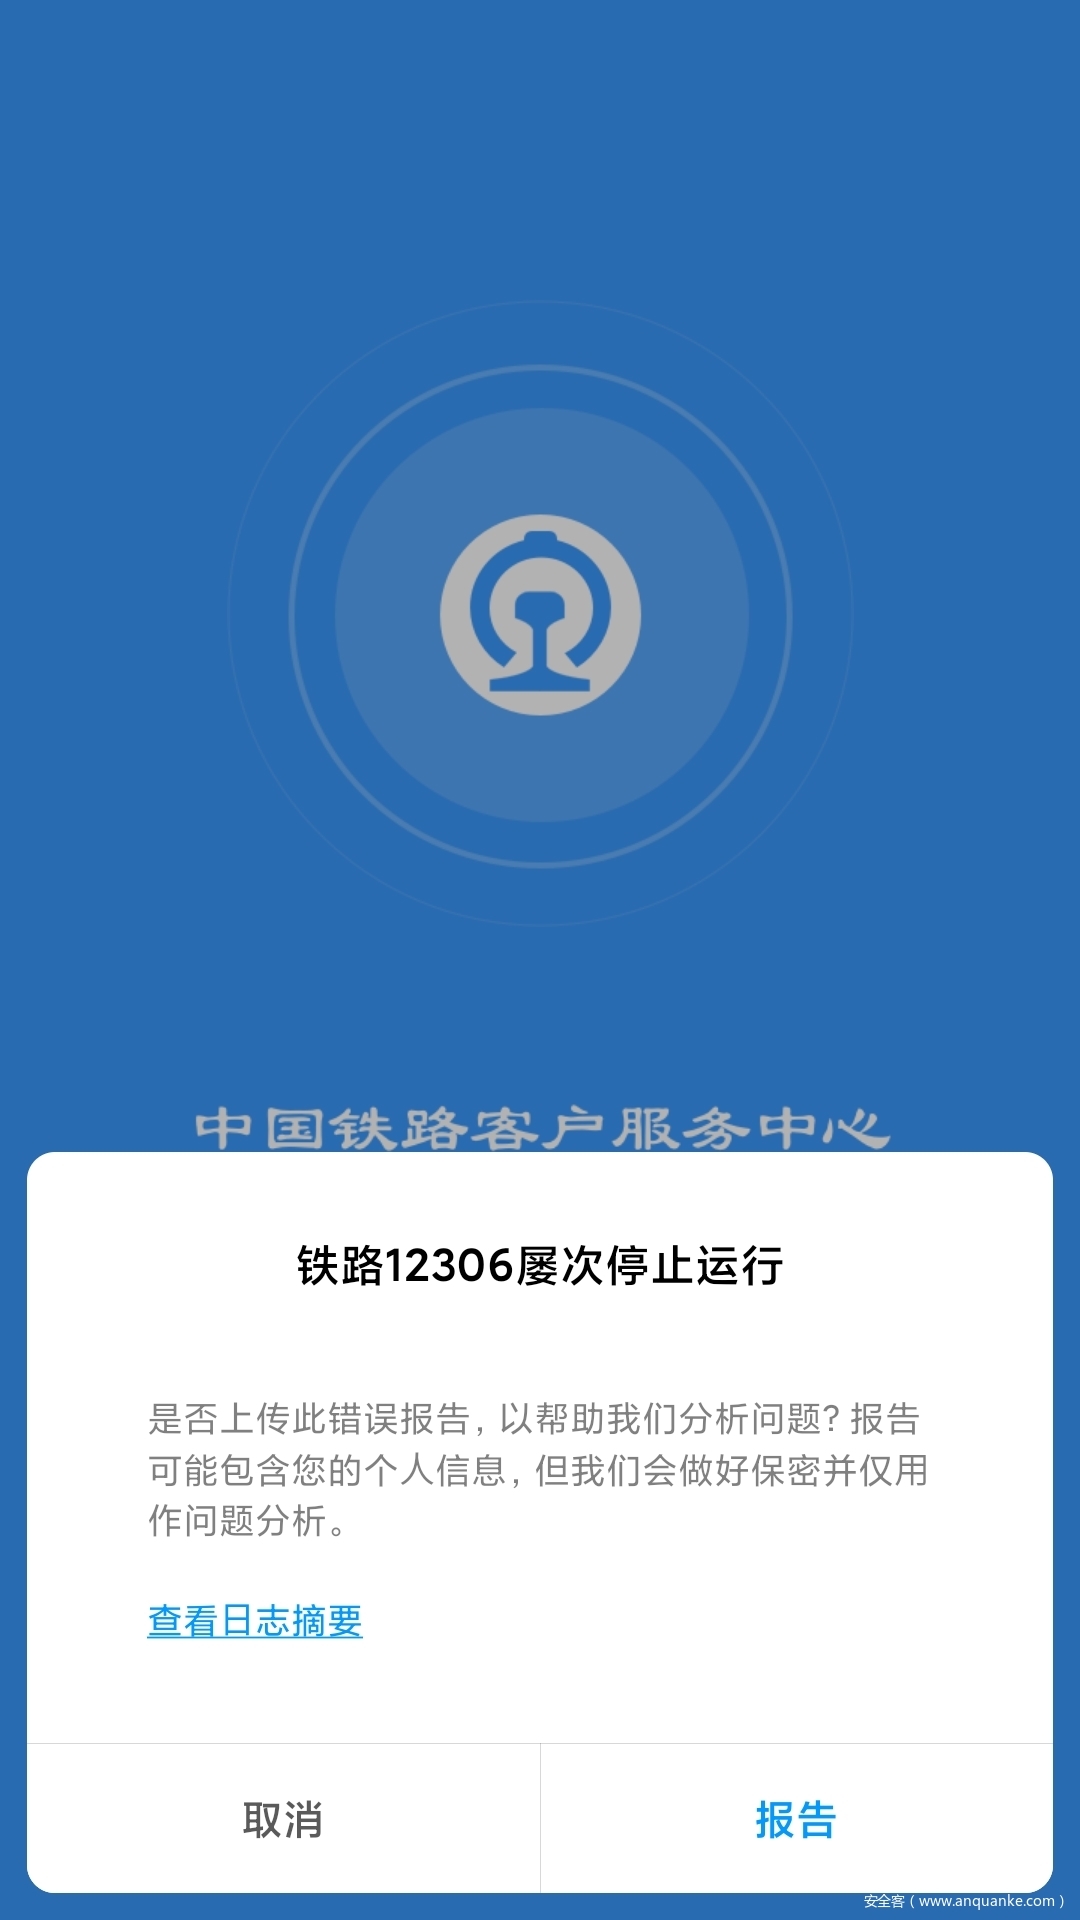 中国铁路客户服务中心
铁路12306屡次停止运行
是否上传此错误报告, 以帮助我们分析问题? 报告
可能包含您的个人信息, 但我们会做好保密并仅用
作问题分析。
查看日志摘要
取消
报告
安全客 ( www.anquanke.com )